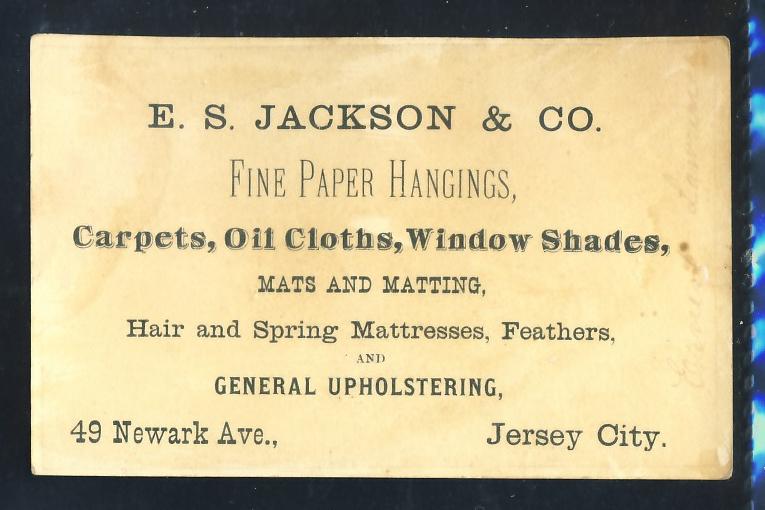 E. S. JACKSON & CO.
FINE PAPER HANGINGS,
Carpets, Oil Cloths, Window Shades,
MATS AND MATTING,
Hair and Spring Mattresses, Feathers,
AND
GENERAL UPHOLSTERING,
49 Newark Ave., Jersey City.